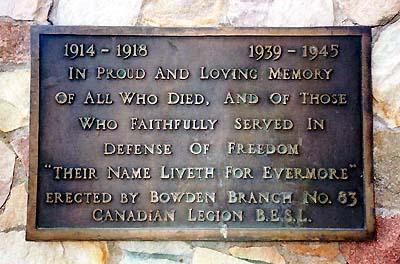 1914 – 1918 1939 – 1945
In Proud And Loving Memory
Of All Who Died, And Of Those
Who Faithfully Served In
Defense Of Freedom
"Their Name Liveth For Evermore"
Erected By Bowden Branch No. 83
Canadian Legion B.E.S.L.